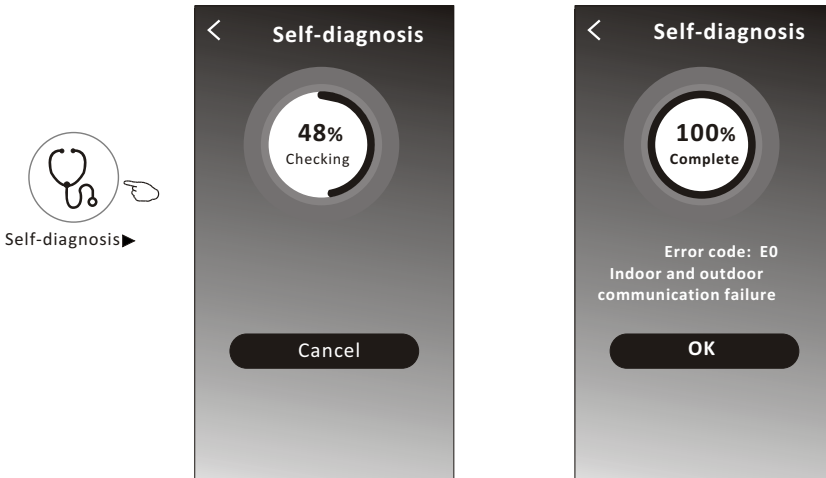 Self-diagnosis▶
Self-diagnosis
48%
Checking
Cancel
Self-diagnosis
100%
Complete
Error code: E0
Indoor and outdoor
communication failure
OK